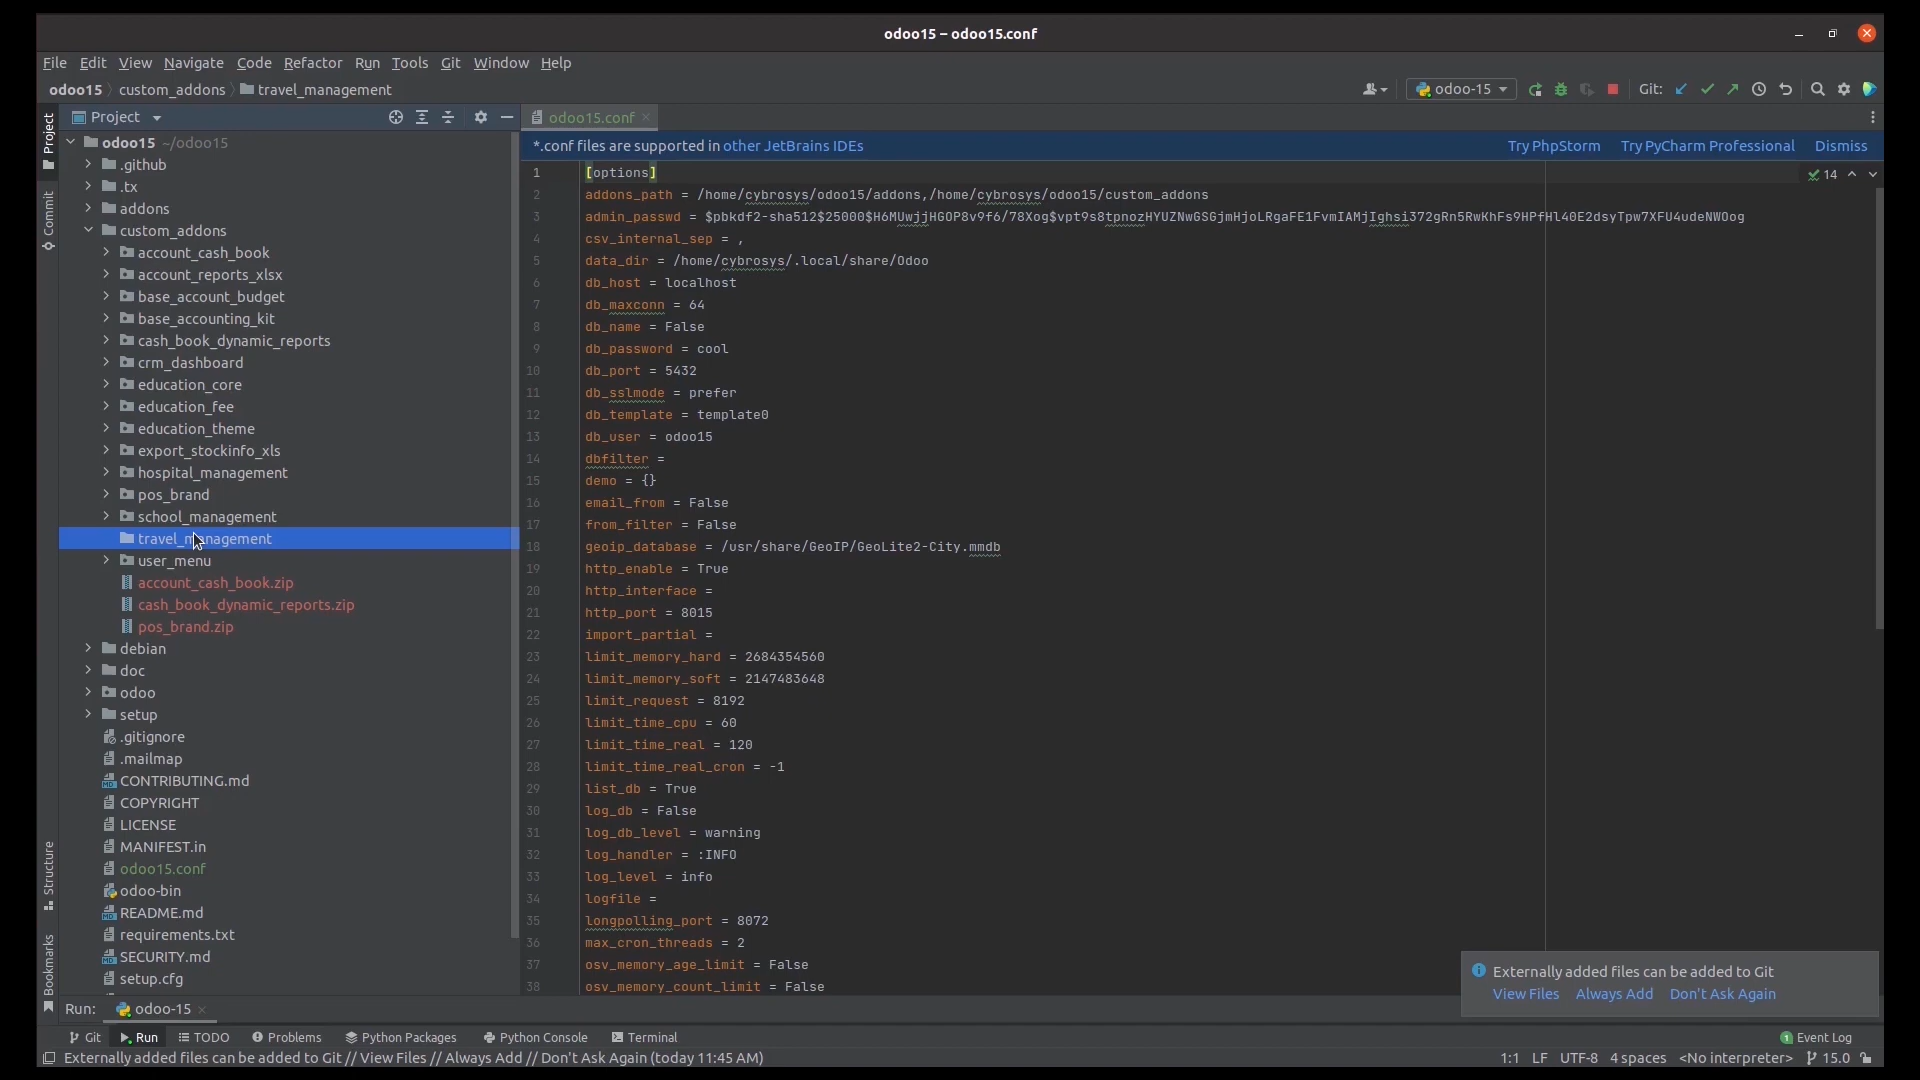 odoo15 – odoo15.conf
File Edit View Navigate Code Refactor Run Tools Git Window Help
odoo15 custom_addons travel_management
odoo-15 Git:
Project
odoo15.conf
*.conf files are supported in other JetBrains IDEs Try PhpStorm Try PyCharm Professional Dismiss
Project
Commit
Structure
Bookmarks
odoo15 ~/odoo15
.github
.tx
addons
custom_addons
account_cash_book
account_reports_xlsx
base_account_budget
base_accounting_kit
cash_book_dynamic_reports
crm_dashboard
education_core
education_fee
education_theme
export_stockinfo_xls
hospital_management
pos_brand
school_management
travel_management
user_menu
account_cash_book.zip
cash_book_dynamic_reports.zip
pos_brand.zip
debian
doc
odoo
setup
.gitignore
.mailmap
CONTRIBUTING.md
COPYRIGHT
LICENSE
MANIFEST.in
odoo15.conf
odoo-bin
README.md
requirements.txt
SECURITY.md
setup.cfg
14
1 [options]
2 addons_path = /home/cybrosys/odoo15/addons,/home/cybrosys/odoo15/custom_addons
3 admin_passwd = $pbkdf2-sha512$25000$H6MUwjjHGOP8v9f6/78Xog$vpt9s8tpnozHYUZNwGSGjmHjoLRgaFE1FvmIAMjIghsi372gRn5RwKhFs9HPfHl40E2dsyTpw7XFU4udeNWOog
4 csv_internal_sep = ,
5 data_dir = /home/cybrosys/.local/share/Odoo
6 db_host = localhost
7 db_maxconn = 64
8 db_name = False
9 db_password = cool
10 db_port = 5432
11 db_sslmode = prefer
12 db_template = template0
13 db_user = odoo15
14 dbfilter =
15 demo = {}
16 email_from = False
17 from_filter = False
18 geoip_database = /usr/share/GeoIP/GeoLite2-City.mmdb
19 http_enable = True
20 http_interface =
21 http_port = 8015
22 import_partial =
23 limit_memory_hard = 2684354560
24 limit_memory_soft = 2147483648
25 limit_request = 8192
26 limit_time_cpu = 60
27 limit_time_real = 120
28 limit_time_real_cron = -1
29 list_db = True
30 log_db = False
31 log_db_level = warning
32 log_handler = :INFO
33 log_level = info
34 logfile =
35 longpolling_port = 8072
36 max_cron_threads = 2
37 osv_memory_age_limit = False
38 osv_memory_count_limit = False
Externally added files can be added to Git
View Files Always Add Don't Ask Again
Run: odoo-15
Git Run TODO Problems Python Packages Python Console Terminal 1 Event Log
Externally added files can be added to Git // View Files // Always Add // Don't Ask Again (today 11:45 AM) 1:1 LF UTF-8 4 spaces <No interpreter> 15.0